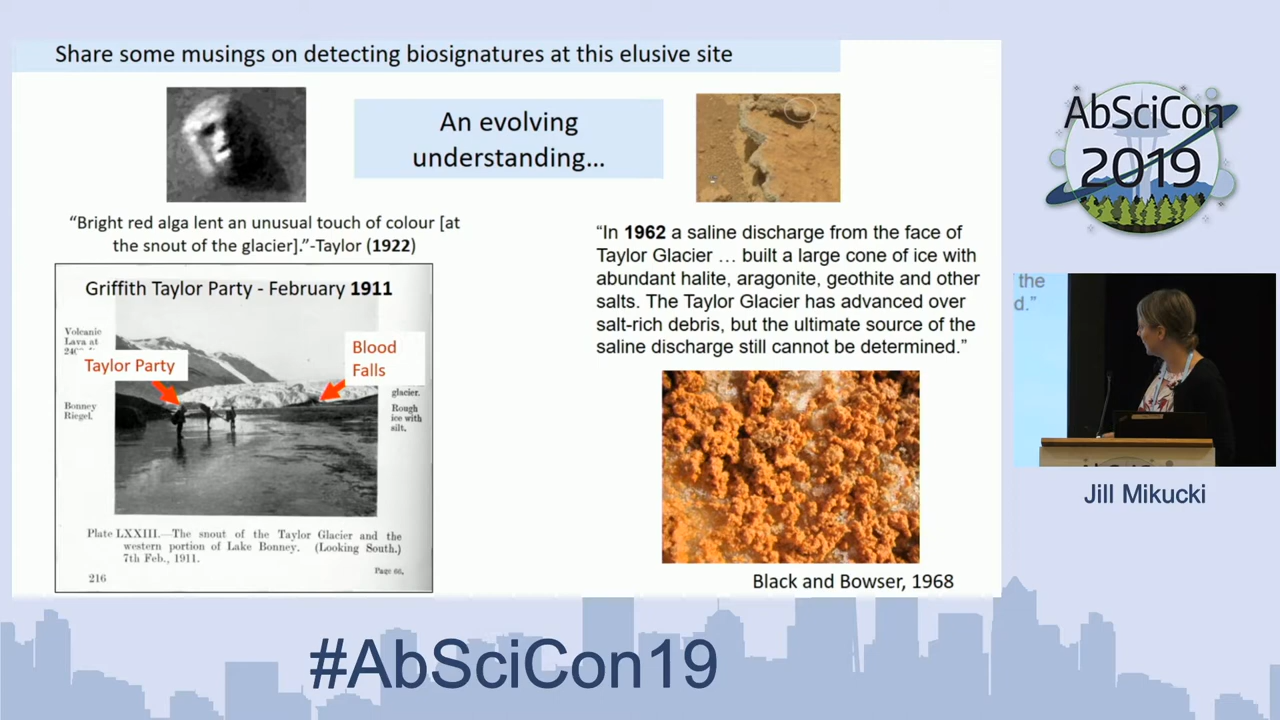 Share some musings on detecting biosignatures at this elusive site
An evolving
understanding...
“Bright red alga lent an unusual touch of colour [at
the snout of the glacier].”-Taylor (1922)
Griffith Taylor Party - February 1911
Volcanic
Lava at
Taylor Party
Blood
Falls
glacier.
Bonney
Riegel.
Rough
ice with
silt.
Plate LXXIII.—The snout of the Taylor Glacier and the
western portion of Lake Bonney. (Looking South.)
7th Feb., 1911.
216
Page 66.
“In 1962 a saline discharge from the face of
Taylor Glacier … built a large cone of ice with
abundant halite, aragonite, geothite and other
salts. The Taylor Glacier has advanced over
salt-rich debris, but the ultimate source of the
saline discharge still cannot be determined.”
Black and Bowser, 1968
AbSciCon
2019
the
d.”
Jill Mikucki
#AbSciCon19